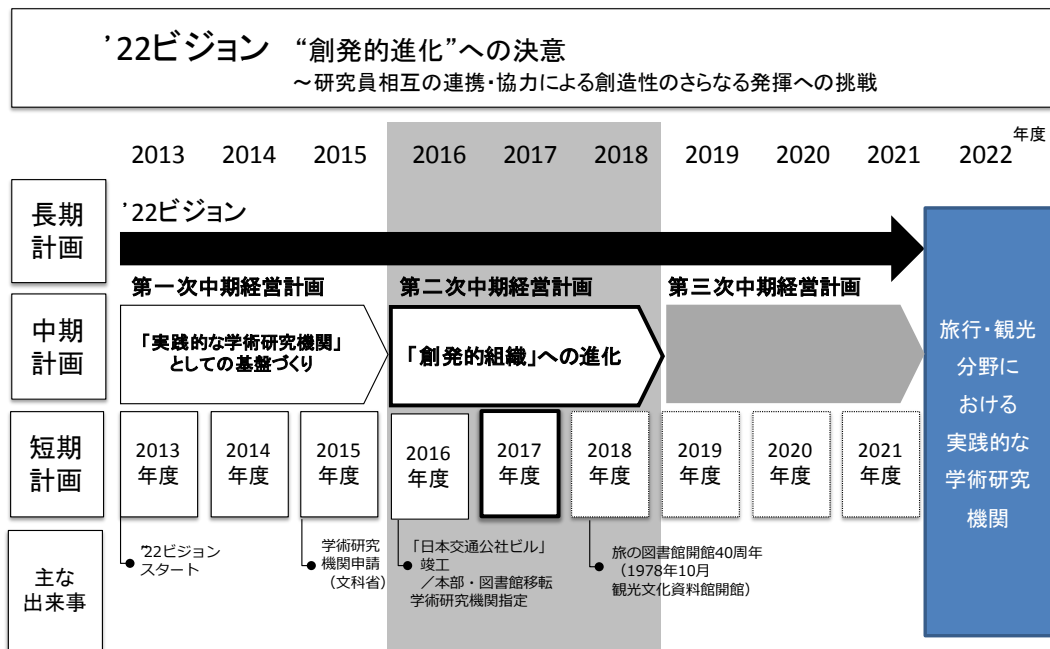 ’22ビジョン “創発的進化”への決意
～研究員相互の連携・協力による創造性のさらなる発揮への挑戦
年度
2013 2014 2015 2016 2017 2018 2019 2020 2021 2022
長期
計画
’22ビジョン
中期
計画
第一次中期経営計画
「実践的な学術研究機関」
としての基盤づくり
第二次中期経営計画
「創発的組織」への進化
第三次中期経営計画
短期
計画
2013
年度
2014
年度
2015
年度
2016
年度
2017
年度
2018
年度
2019
年度
2020
年度
2021
年度
主な
出来事
’22ビジョン
スタート
学術研究
機関申請
（文科省）
「日本交通公社ビル」
竣工
／本部・図書館移転
学術研究機関指定
旅の図書館開館40周年
（1978年10月
観光文化資料館開館）
旅行・観光
分野に
おける
実践的な
学術研究
機関